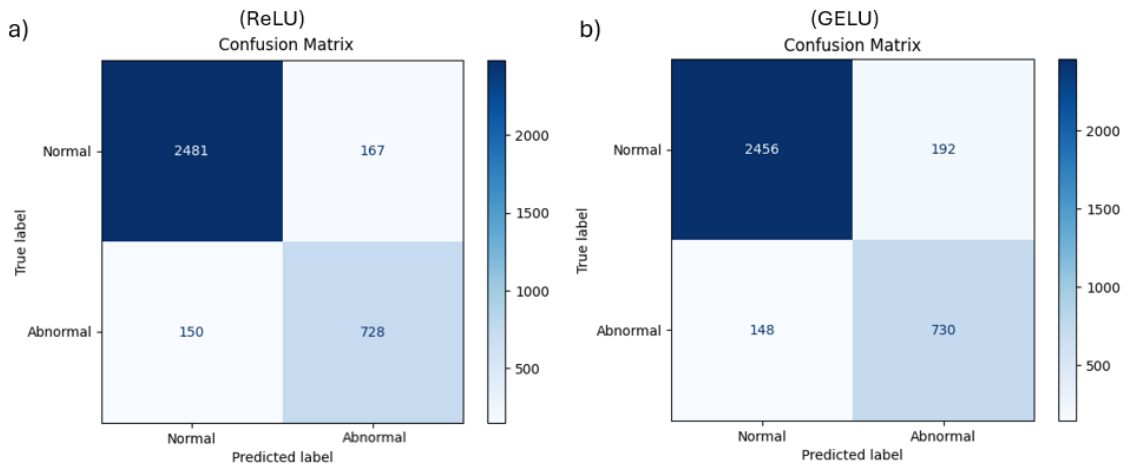 a)
(ReLU)
Confusion Matrix
Normal
Abnormal
True label
2481
167
150
728
Normal
Abnormal
Predicted label
2000
1500
1000
500
b)
(GELU)
Confusion Matrix
Normal
Abnormal
True label
2456
192
148
730
Normal
Abnormal
Predicted label
2000
1500
1000
500